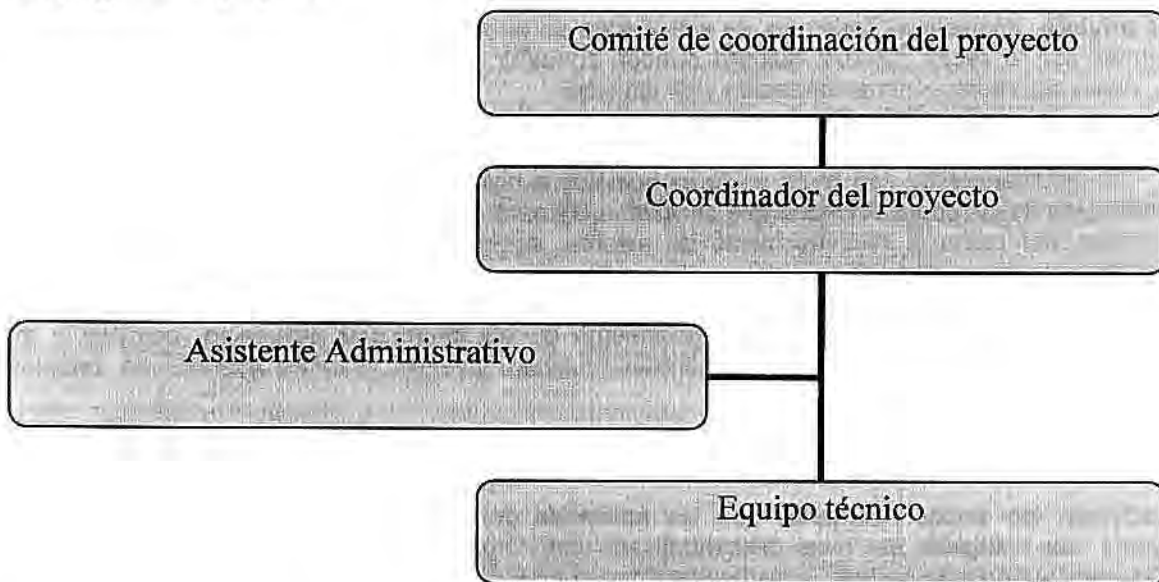 Comité de coordinación del proyecto
Coordinador del proyecto
Asistente Administrativo
Equipo técnico